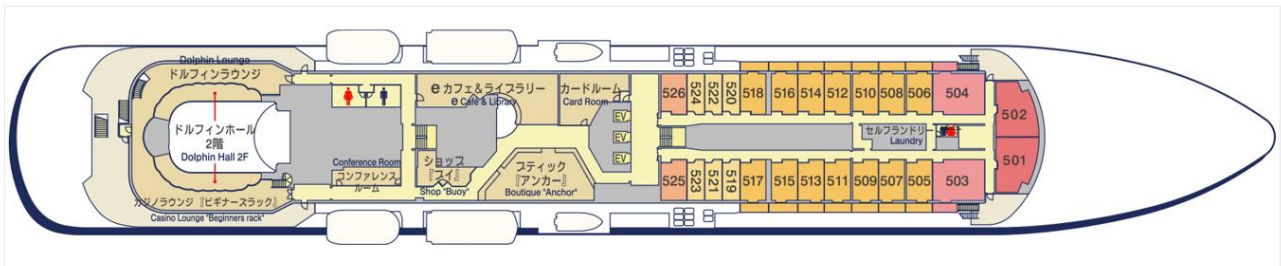 Dolphin Lounge
ドルフィンラウンジ
ドルフィンホール
2階
Dolphin Hall 2F
カジノラウンジ『ビギナーズラック』
Casino Lounge "Beginners rack"
Conference Room
コンファレンス
ルーム
e カフェ＆ライブラリー
e Café & Library
カードルーム
Card Room
EV
EV
EV
ショップ
『ブイ』
Shop "Buoy"
ブティック
『アンカー』
Boutique "Anchor"
526
524
522
520
518
516
514
512
510
508
506
504
502
セルフランドリー
Laundry
501
525
523
521
519
517
515
513
511
509
507
505
503